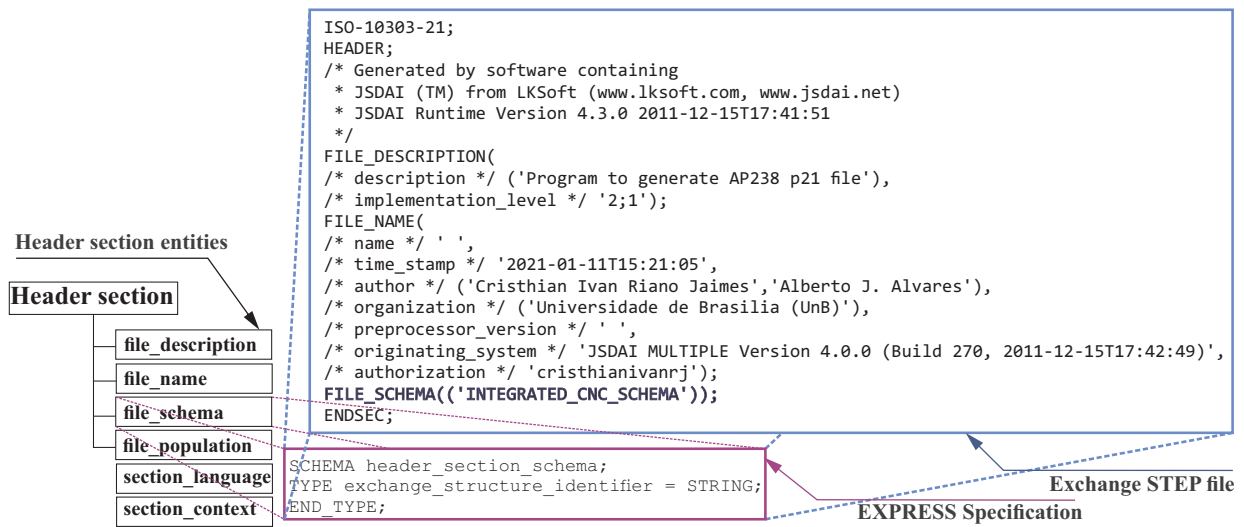 ISO-10303-21;
HEADER;
/* Generated by software containing
* JSDAI (TM) from LKSoft (www.lksoft.com, www.jsdai.net)
* JSDAI Runtime Version 4.3.0 2011-12-15T17:41:51
*/
FILE_DESCRIPTION(
/* description */ ('Program to generate AP238 p21 file'),
/* implementation_level */ '2;1');
FILE_NAME(
/* name */ ' ',
/* time_stamp */ '2021-01-11T15:21:05',
/* author */ ('Cristhian Ivan Riano Jaimes','Alberto J. Alvares'),
/* organization */ ('Universidade de Brasilia (UnB)'),
/* preprocessor_version */ ' ',
/* originating_system */ 'JSDAI MULTIPLE Version 4.0.0 (Build 270, 2011-12-15T17:42:49)',
/* authorization */ 'cristhianivanrj');
FILE_SCHEMA(('INTEGRATED_CNC_SCHEMA'));
ENDSEC;
Header section entities
Header section
file_description
file_name
file_schema
file_population
section_language
section_context
SCHEMA header_section_schema;
TYPE exchange_structure_identifier = STRING;
END_TYPE;
Exchange STEP file
EXPRESS Specification